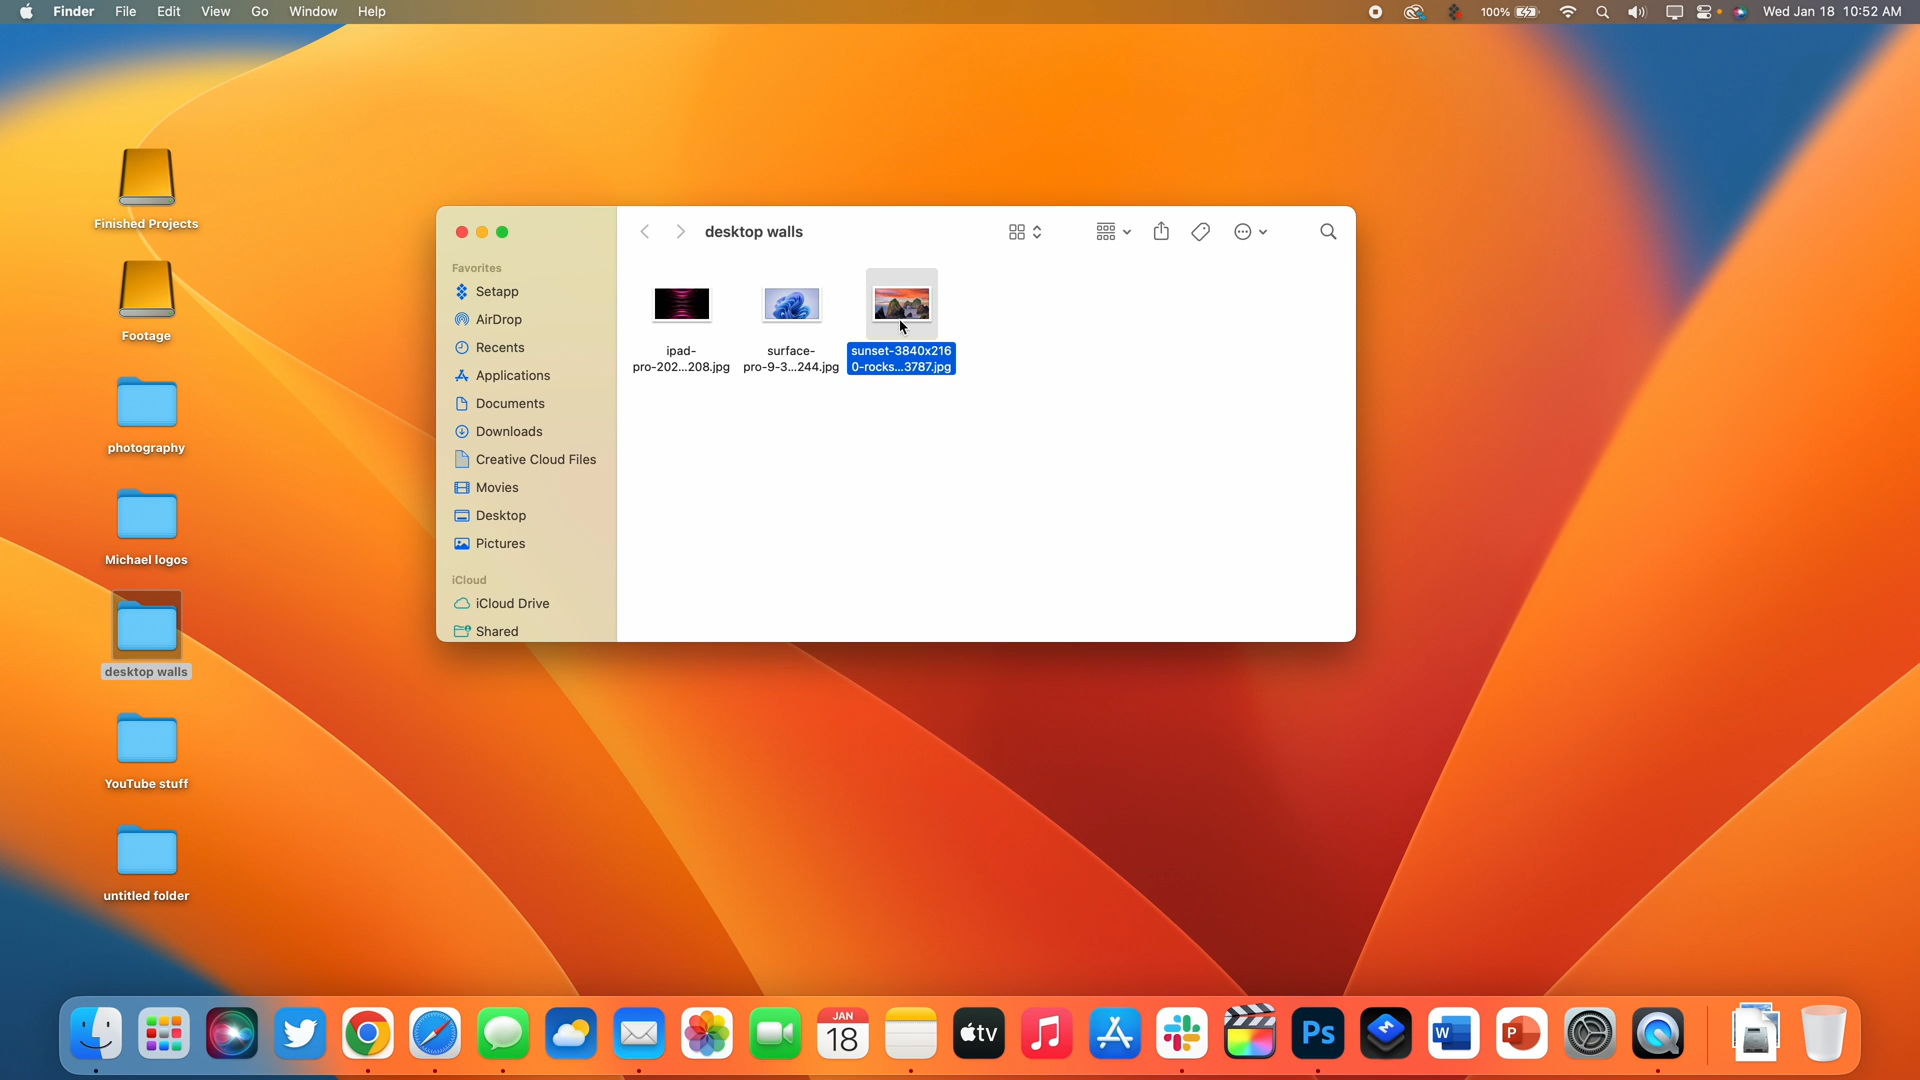 Finder File Edit View Go Window Help 100% Wed Jan 18 10:52 AM
Finished Projects
Footage
photography
Michael logos
desktop walls
YouTube stuff
untitled folder
desktop walls
Favorites
Setapp
AirDrop
Recents
Applications
Documents
Downloads
Creative Cloud Files
Movies
Desktop
Pictures
iCloud
iCloud Drive
Shared
ipad-
pro-202...208.jpg
surface-
pro-9-3...244.jpg
sunset-3840x216
0-rocks...3787.jpg
JAN
18
tv
Ps
W
P